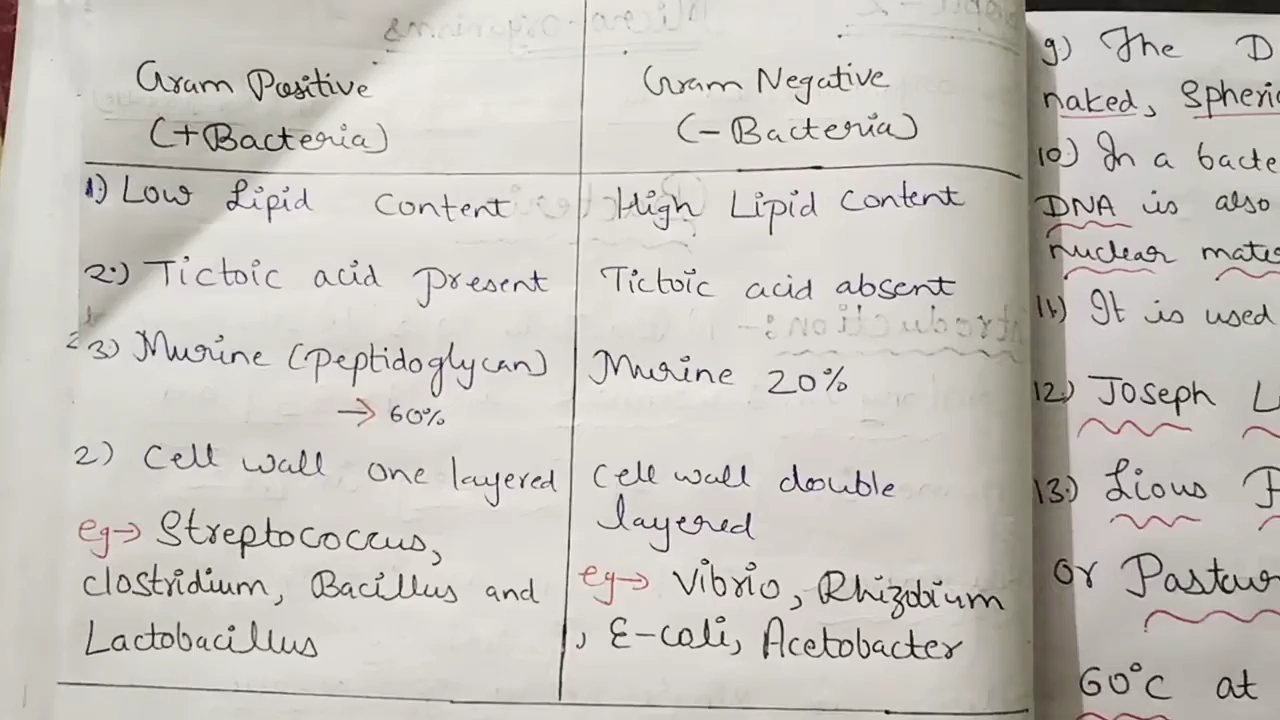 Gram Positive
(+Bacteria)
Gram Negative
(- Bacteria)
1) Low Lipid content
High Lipid content
2.) Tictoic acid present
Tictoic acid absent
3) Murine (peptidoglycan)
→ 60%
Murine 20%
2) Cell wall one layered
Cell wall double
layered
eg→ Streptococcus,
clostridium, Bacillus and
Lactobacillus
eg→ Vibrio, Rhizobium
, E-coli, Acetobacter
9) The D
naked, Spheric
10.) In a bacte
DNA is also
nuclear mate
11.) It is used
12.) Joseph L
13.) Lious P
or Pasteur
60°C at